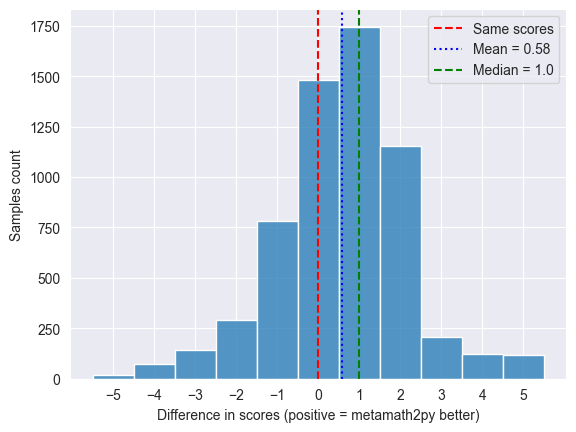 Same scores
Mean = 0.58
Median = 1.0
1750
1500
1250
1000
750
500
250
0
Samples count
−5 −4 −3 −2 −1 0 1 2 3 4 5
Difference in scores (positive = metamath2py better)